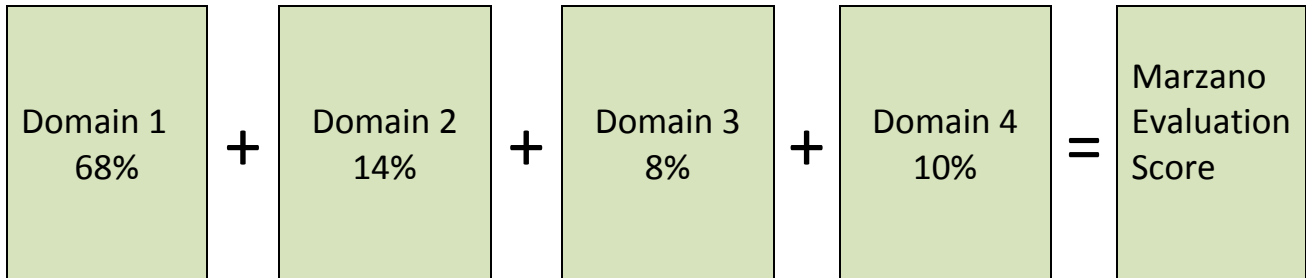 Domain 1
68%
+
Domain 2
14%
+
Domain 3
8%
+
Domain 4
10%
=
Marzano
Evaluation
Score